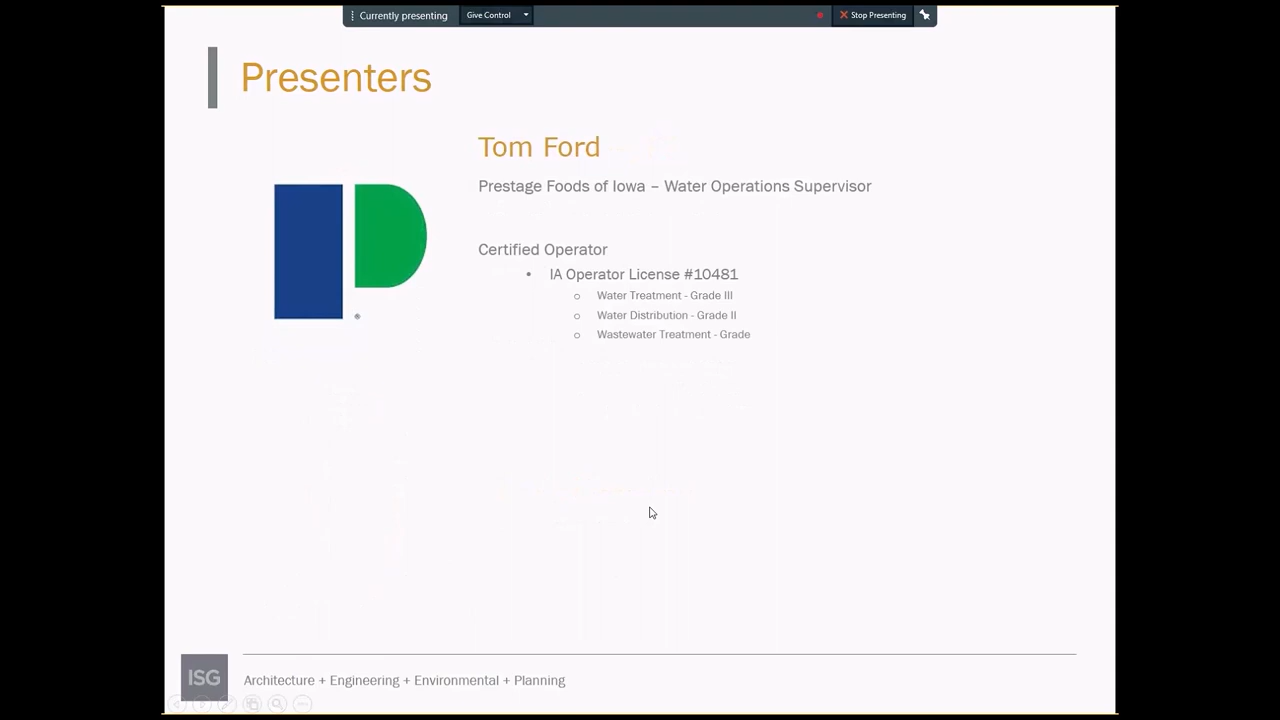 Currently presenting
Give Control
Stop Presenting
Presenters
Tom Ford
Prestage Foods of Iowa – Water Operations Supervisor
Certified Operator
• IA Operator License #10481
o Water Treatment - Grade III
o Water Distribution - Grade II
o Wastewater Treatment - Grade
®
ISG
Architecture + Engineering + Environmental + Planning